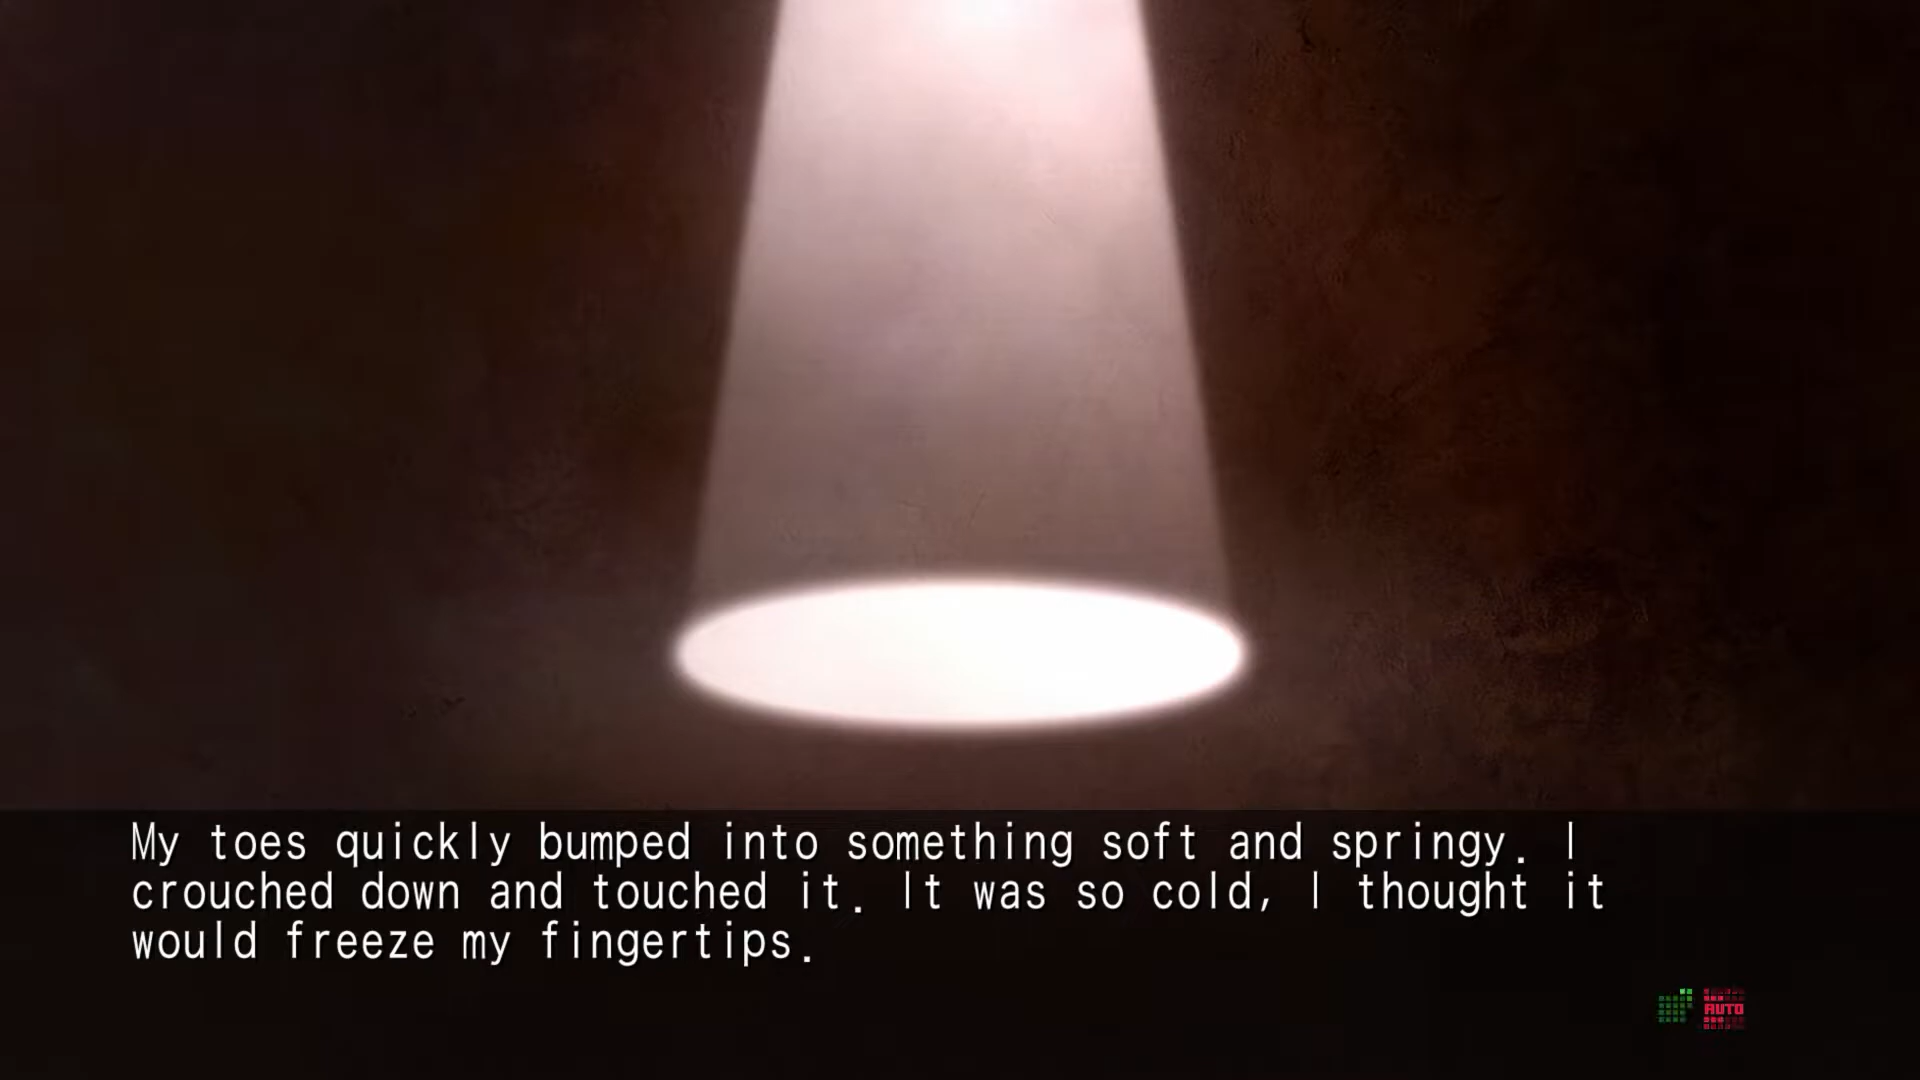 My toes quickly bumped into something soft and springy. I
crouched down and touched it. It was so cold, I thought it
would freeze my fingertips.
AUTO